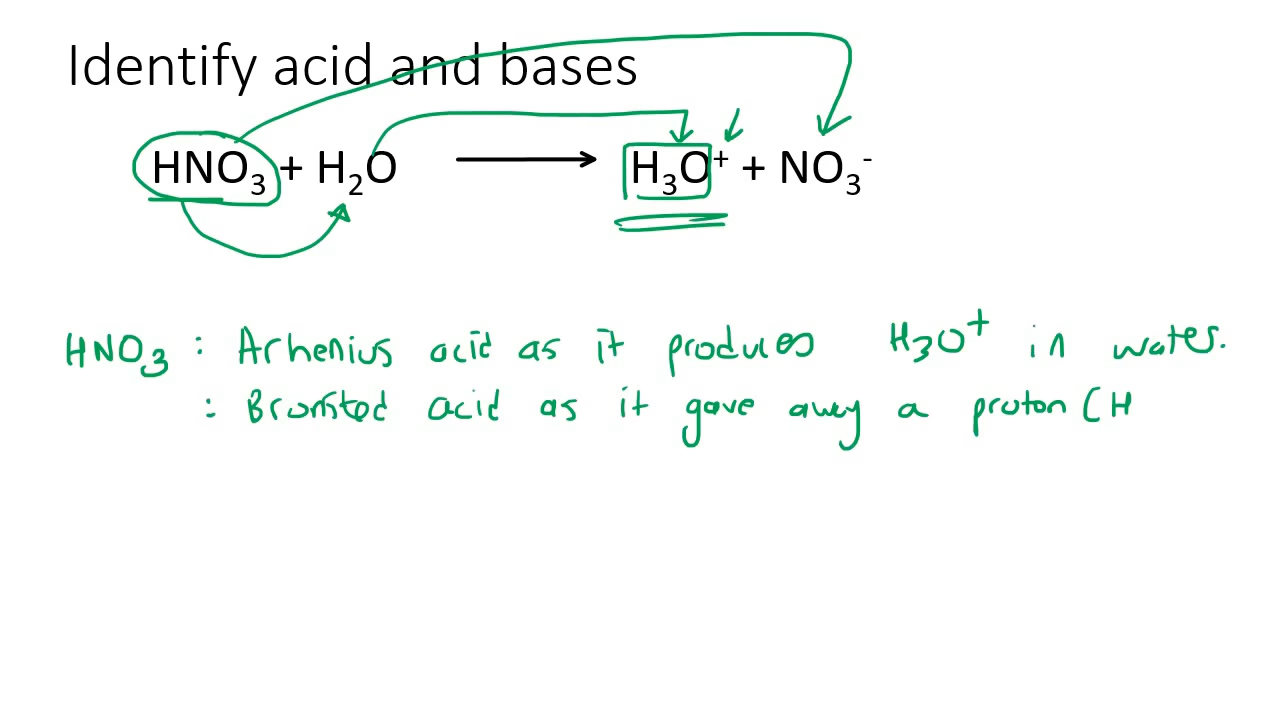 Identify acid and bases
HNO₃ + H₂O → H₃O⁺ + NO₃⁻
HNO3 : Arhenius acid as it produces H3O⁺ in water.
: Bronsted acid as it gave away a proton (H